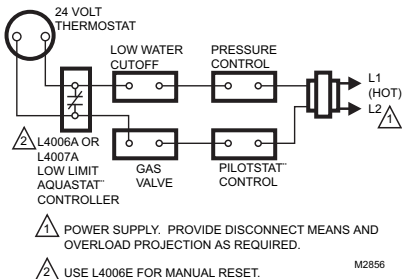 24 VOLT
THERMOSTAT
LOW WATER
CUTOFF
PRESSURE
CONTROL
L1
(HOT)
L2
1
2
L4006A OR
L4007A
LOW LIMIT
AQUASTAT¨
CONTROLLER
GAS
VALVE
PILOTSTAT¨
CONTROL
1 POWER SUPPLY. PROVIDE DISCONNECT MEANS AND
OVERLOAD PROJECTION AS REQUIRED.
2 USE L4006E FOR MANUAL RESET.
M2856